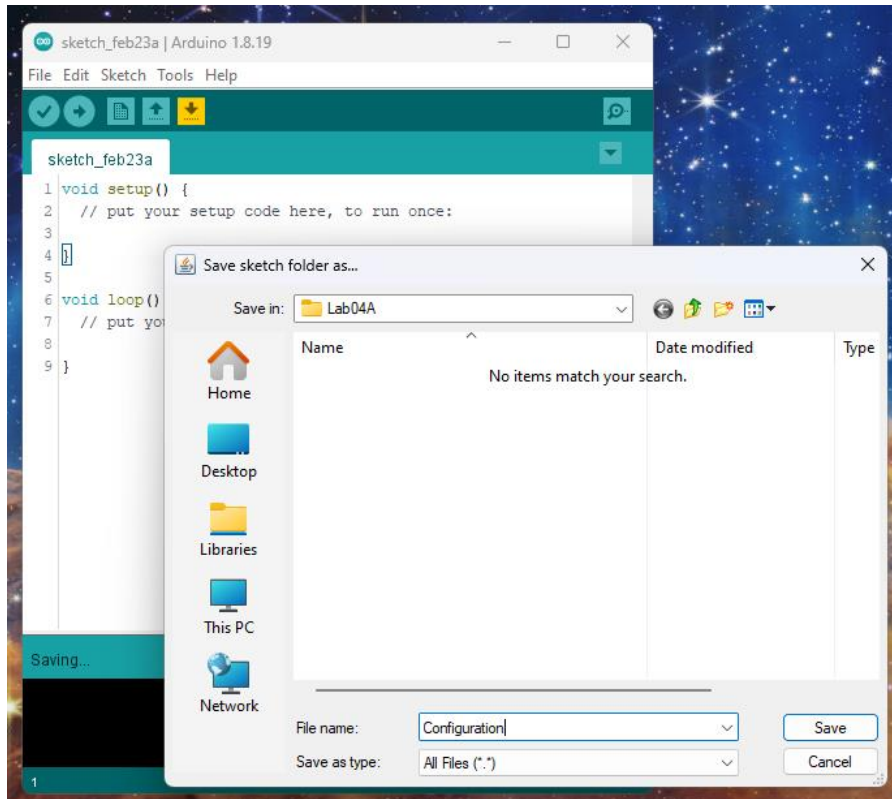 sketch_feb23a | Arduino 1.8.19
File Edit Sketch Tools Help
sketch_feb23a
1 void setup() {
2 // put your setup code here, to run once:
3
4 }
5
6 void loop()
7 // put you
8
9 }
Saving...
1
Save sketch folder as...
Save in: Lab04A
Name Date modified Type
No items match your search.
Home
Desktop
Libraries
This PC
Network
File name: Configuration Save
Save as type: All Files (*.*) Cancel